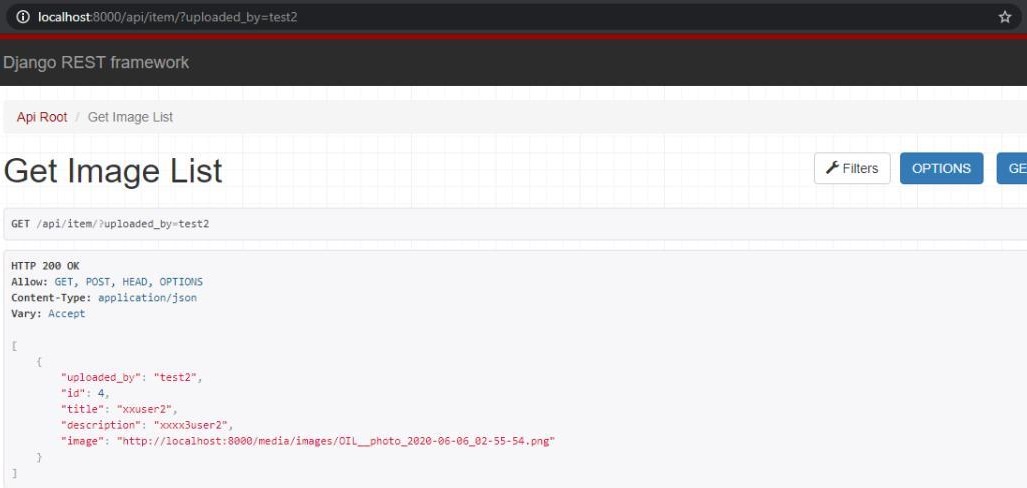 localhost:8000/api/item/?uploaded_by=test2
Django REST framework
Api Root / Get Image List
Get Image List
Filters
OPTIONS
GE
GET /api/item/?uploaded_by=test2
HTTP 200 OK
Allow: GET, POST, HEAD, OPTIONS
Content-Type: application/json
Vary: Accept
[
    {
        "uploaded_by": "test2",
        "id": 4,
        "title": "xxuser2",
        "description": "xxxx3user2",
        "image": "http://localhost:8000/media/images/OIL__photo_2020-06-06_02-55-54.png"
    }
]